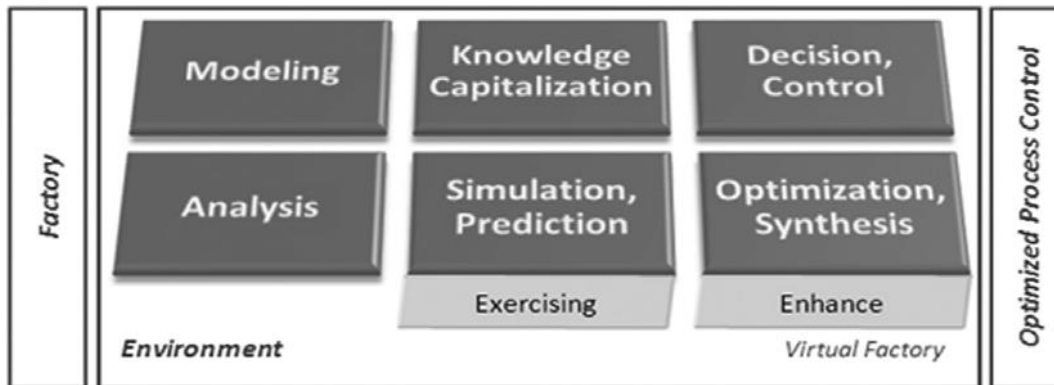 Factory
Modeling
Knowledge
Capitalization
Decision,
Control
Analysis
Simulation,
Prediction
Optimization,
Synthesis
Exercising
Enhance
Environment
Virtual Factory
Optimized Process Control